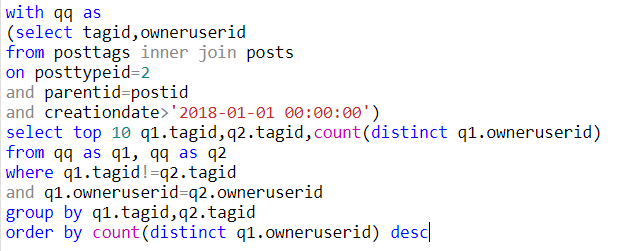 with qq as
(select tagid,owneruserid
from posttags inner join posts
on posttypeid=2
and parentid=postid
and creationdate>'2018-01-01 00:00:00')
select top 10 q1.tagid,q2.tagid,count(distinct q1.owneruserid)
from qq as q1, qq as q2
where q1.tagid!=q2.tagid
and q1.owneruserid=q2.owneruserid
group by q1.tagid,q2.tagid
order by count(distinct q1.owneruserid) desc